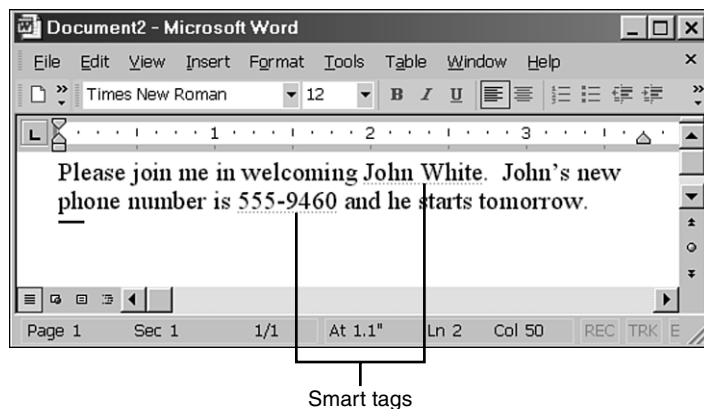 Document2 - Microsoft Word
File Edit View Insert Format Tools Table Window Help
Times New Roman 12 B I U
L 1 2 3
Please join me in welcoming John White. John's new
phone number is 555-9460 and he starts tomorrow.
Page 1 Sec 1 1/1 At 1.1" Ln 2 Col 50 REC TRK E
Smart tags